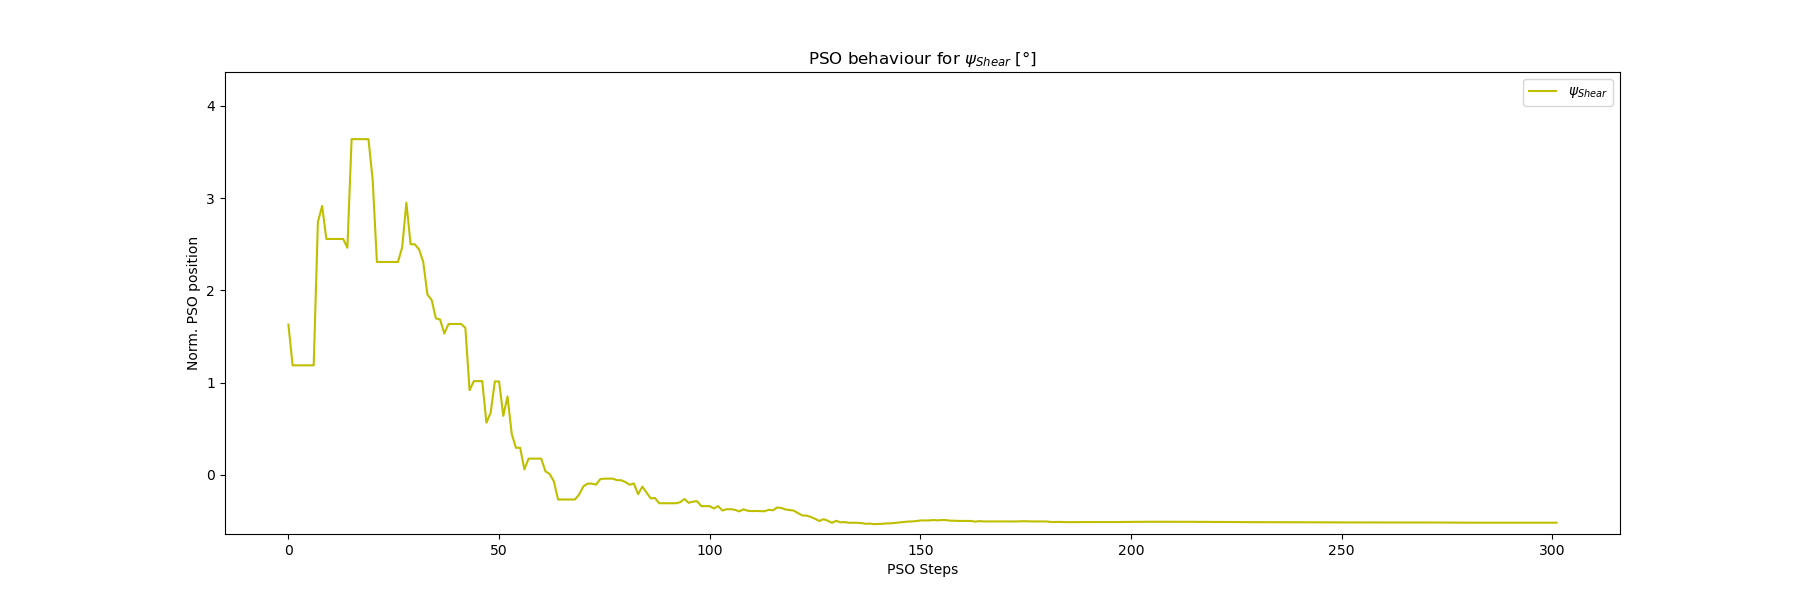 PSO behaviour for ψShear [°]
ψShear
Norm. PSO position
4
3
2
1
0
0 50 100 150 200 250 300
PSO Steps